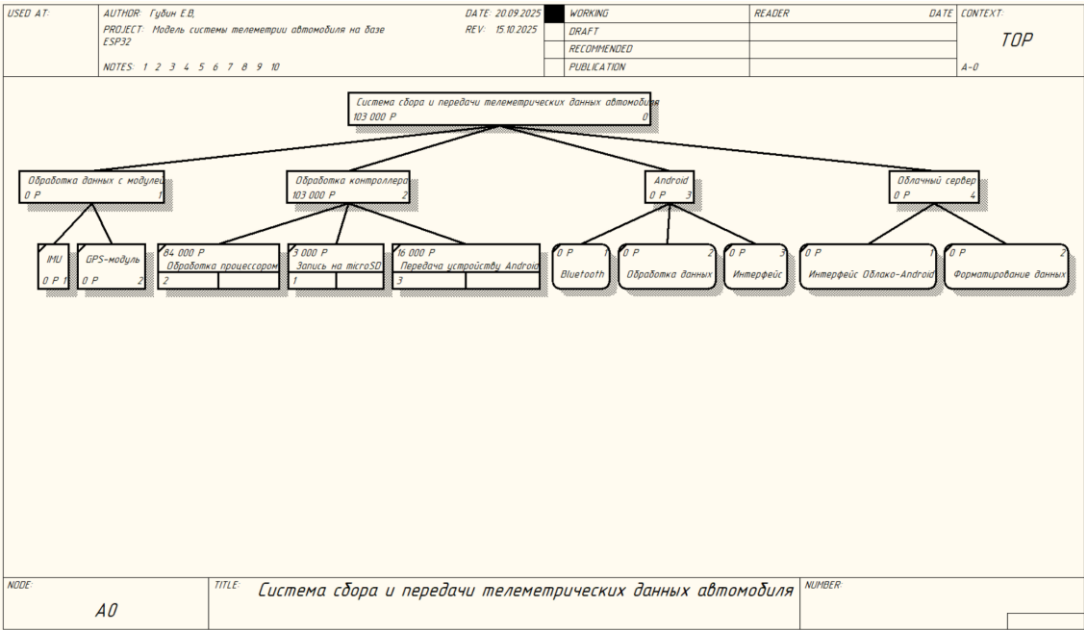 USED AT:
AUTHOR: Губин Е.В,
DATE: 20.09.2025
REV: 15.10.2025
PROJECT: Модель системы телеметрии автомобиля на базе
ESP32
NOTES: 1 2 3 4 5 6 7 8 9 10
WORKING
DRAFT
RECOMMENDED
PUBLICATION
READER
DATE
CONTEXT:
TOP
A-0
Система сбора и передачи телеметрических данных автомобиля
103 000 Р
0
Обработка данных с модулей
0 Р 1
Обработка контроллера
103 000 Р 2
Android
0 Р 3
Облачный сервер
0 Р 4
IMU
0 Р 1
GPS-модуль
0 Р 2
84 000 Р
Обработка процессором
2
3 000 Р
Запись на microSD
1
16 000 Р
Передача устройству Android
3
0 Р 1
Bluetooth
0 Р 2
Обработка данных
0 Р 3
Интерфейс
0 Р 1
Интерфейс Облако-Android
0 Р 2
Форматирование данных
NODE:
A0
TITLE:
Система сбора и передачи телеметрических данных автомобиля
NUMBER: